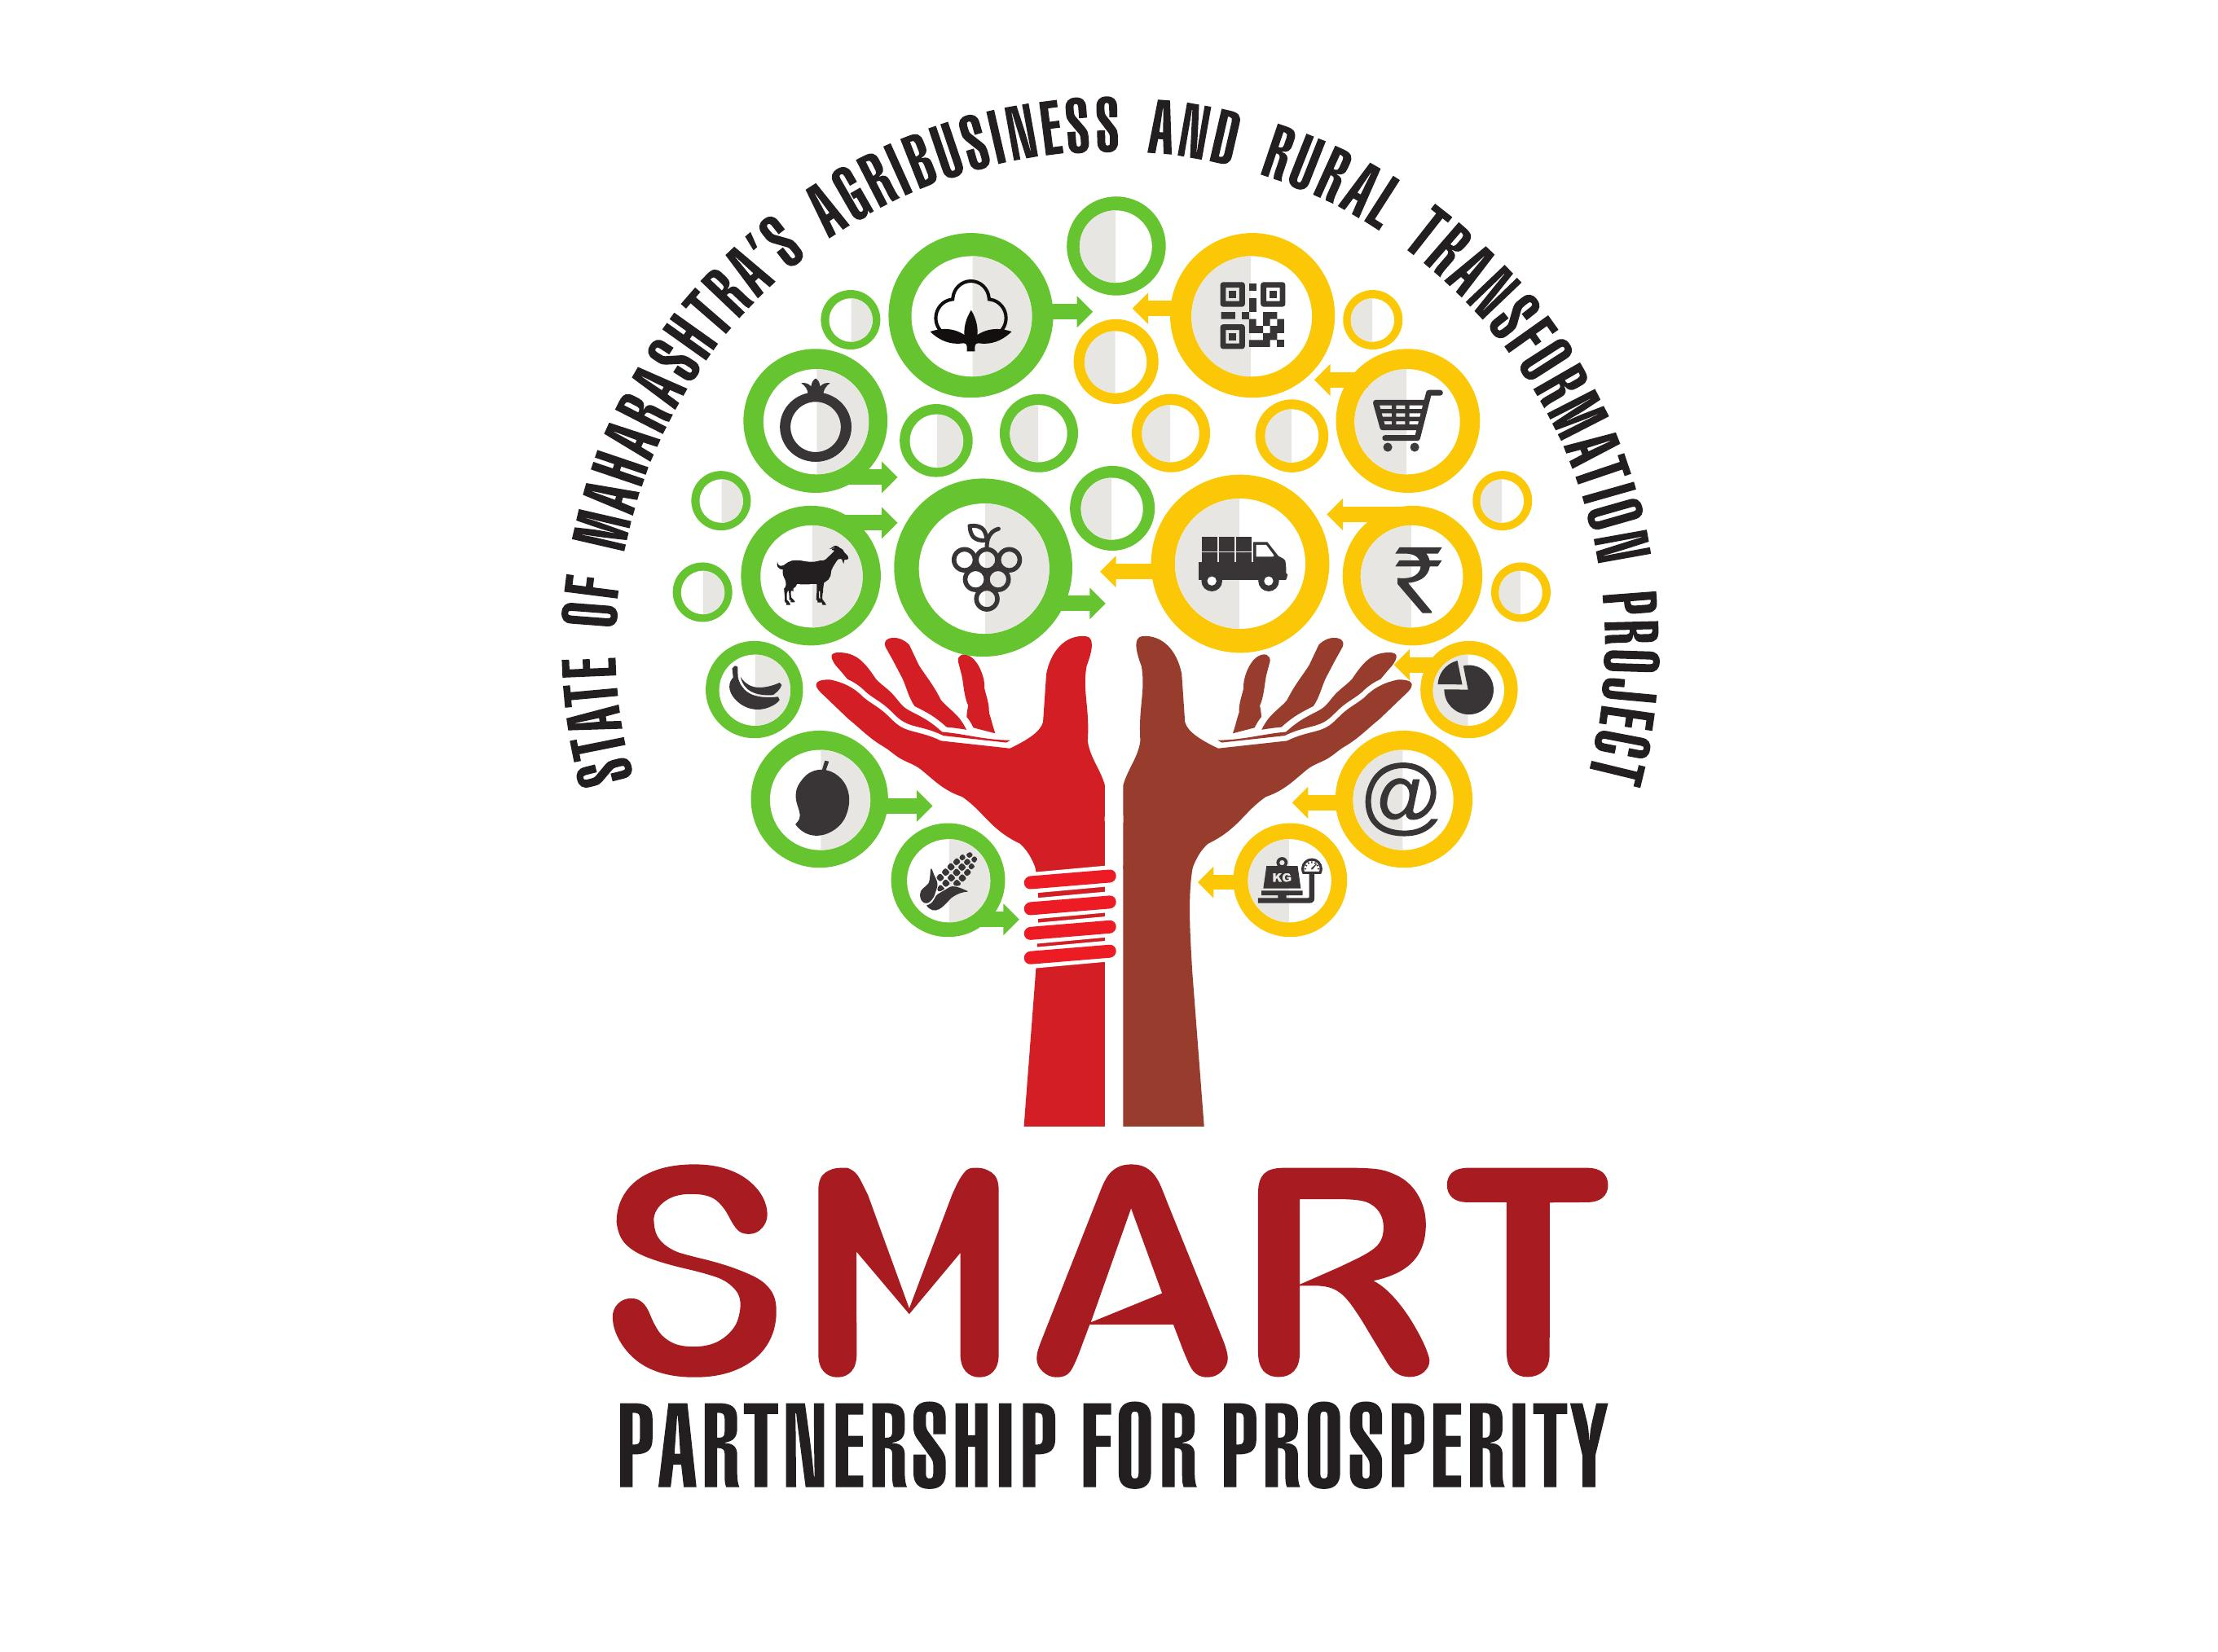 STATE OF MAHARASHTRA'S AGRIBUSINESS AND RURAL TRANSFORMATION PROJECT
₹
@
KG
SMART
PARTNERSHIP FOR PROSPERITY